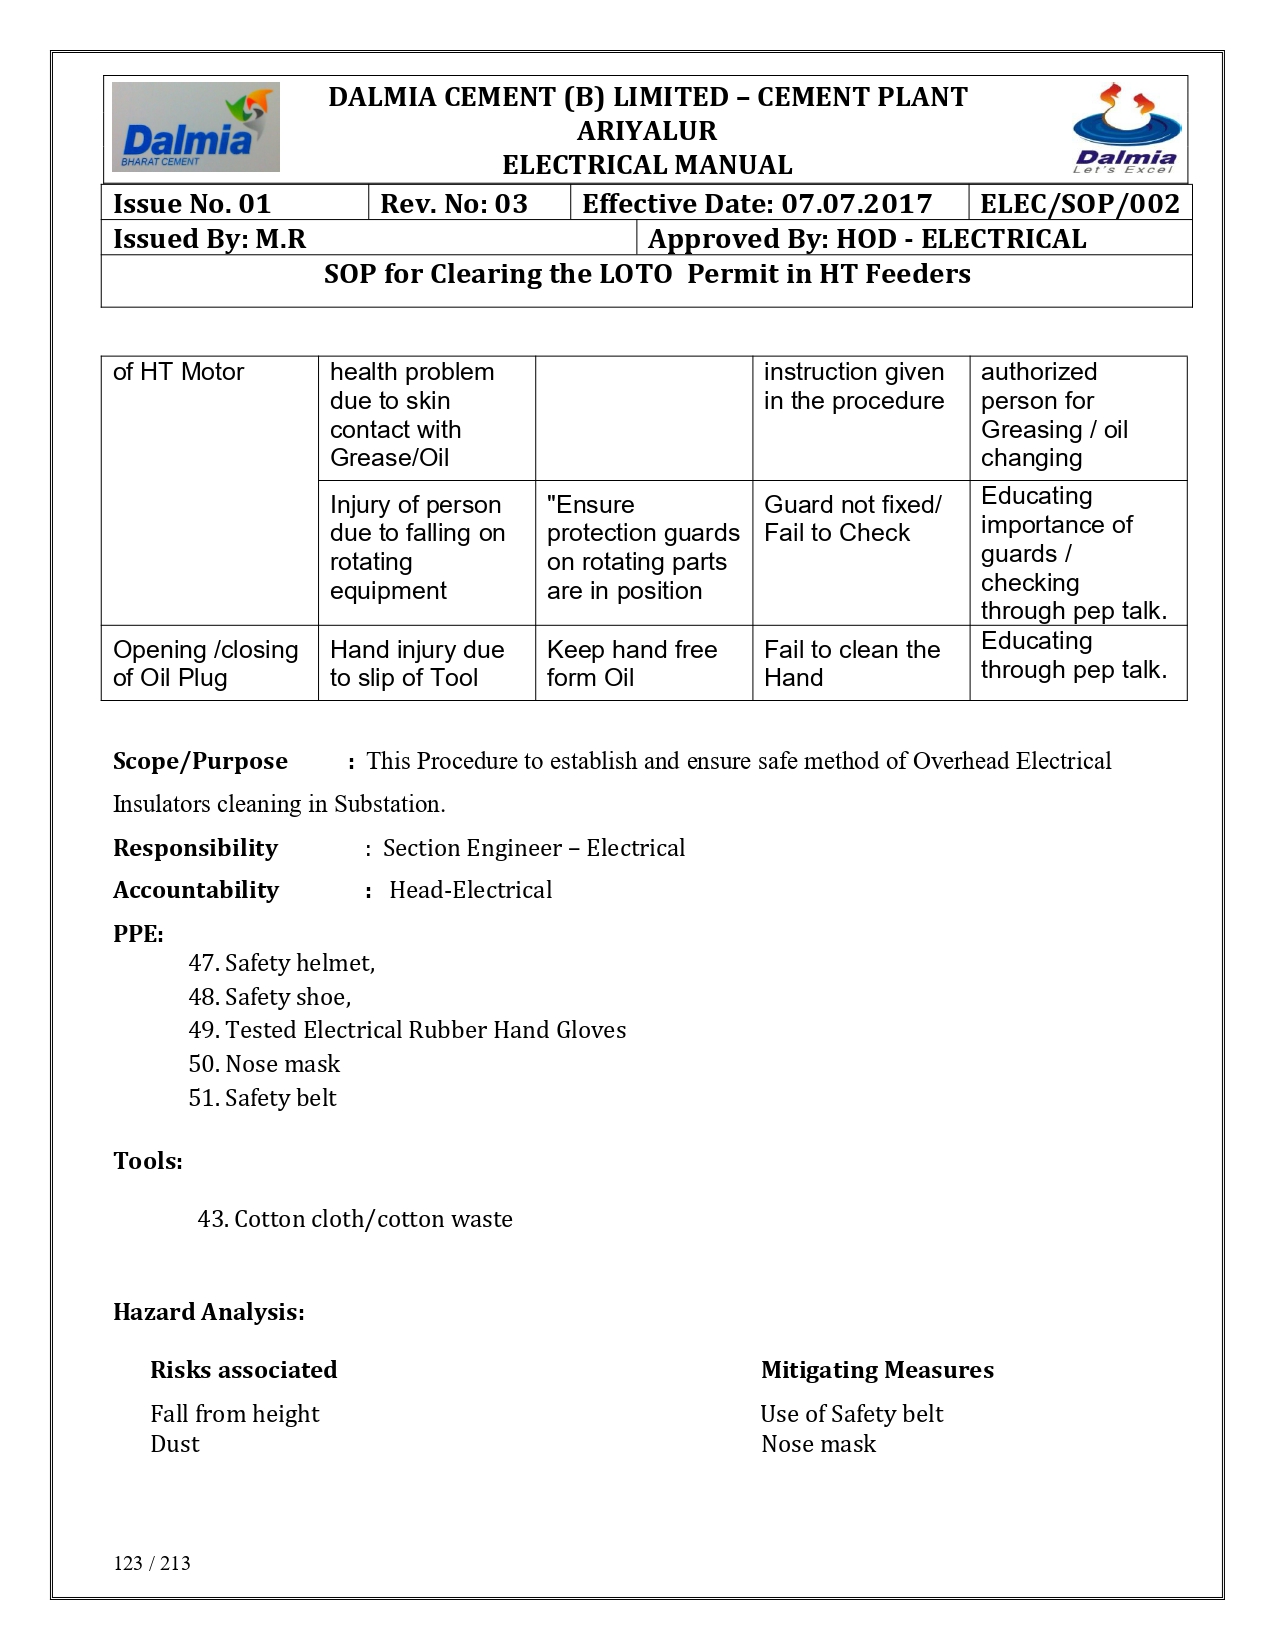 Dalmia
BHARAT CEMENT
DALMIA CEMENT (B) LIMITED – CEMENT PLANT
ARIYALUR
ELECTRICAL MANUAL
Dalmia
Let's Excel
Issue No. 01 Rev. No: 03 Effective Date: 07.07.2017 ELEC/SOP/002
Issued By: M.R Approved By: HOD - ELECTRICAL
SOP for Clearing the LOTO Permit in HT Feeders
of HT Motor
health problem
due to skin
contact with
Grease/Oil
instruction given
in the procedure
authorized
person for
Greasing / oil
changing
Injury of person
due to falling on
rotating
equipment
"Ensure
protection guards
on rotating parts
are in position
Guard not fixed/
Fail to Check
Educating
importance of
guards /
checking
through pep talk.
Opening /closing
of Oil Plug
Hand injury due
to slip of Tool
Keep hand free
form Oil
Fail to clean the
Hand
Educating
through pep talk.
Scope/Purpose : This Procedure to establish and ensure safe method of Overhead Electrical
Insulators cleaning in Substation.
Responsibility : Section Engineer – Electrical
Accountability : Head-Electrical
PPE:
47. Safety helmet,
48. Safety shoe,
49. Tested Electrical Rubber Hand Gloves
50. Nose mask
51. Safety belt
Tools:
43. Cotton cloth/cotton waste
Hazard Analysis:
Risks associated Mitigating Measures
Fall from height Use of Safety belt
Dust Nose mask
123 / 213